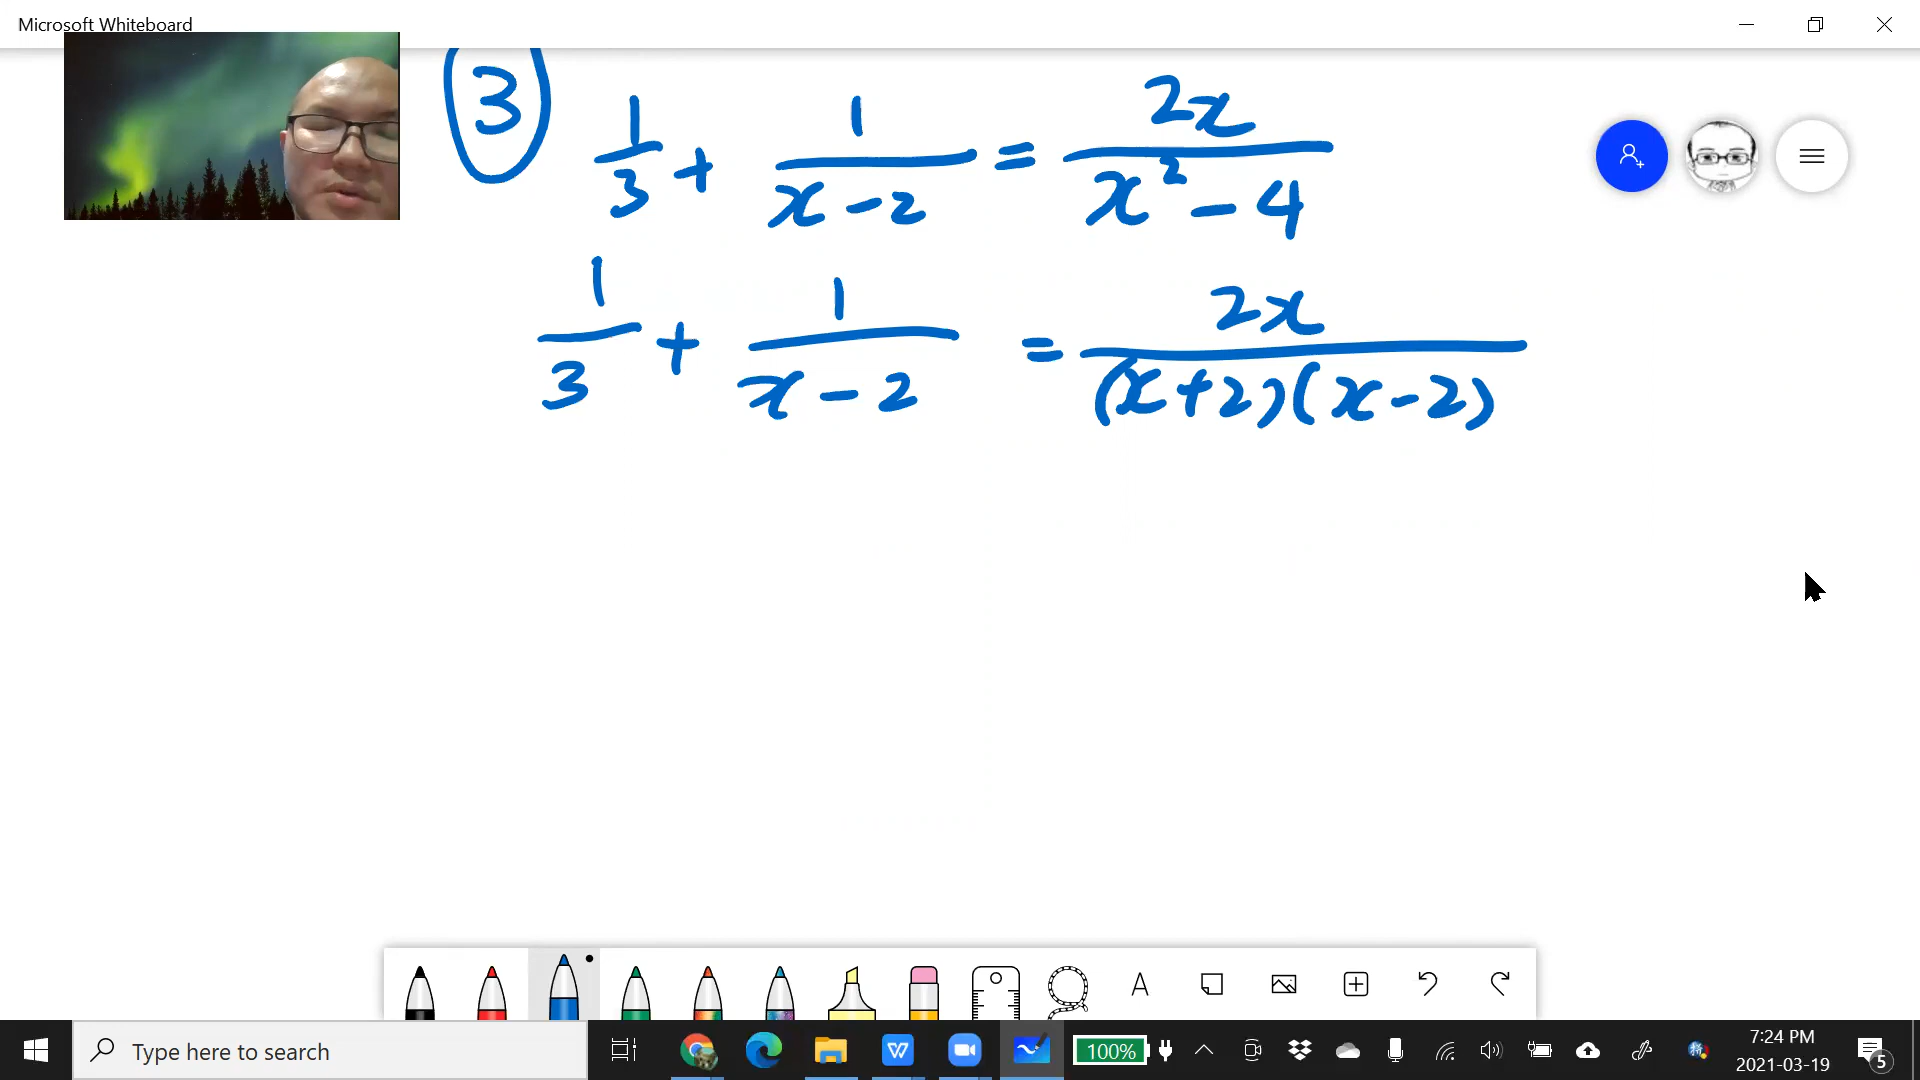 Microsoft Whiteboard
3 1/3 + 1/(x-2) = 2x/(x²-4)
1/3 + 1/(x-2) = 2x/((x+2)(x-2))
A
Type here to search
W
100%
7:24 PM
2021-03-19
5